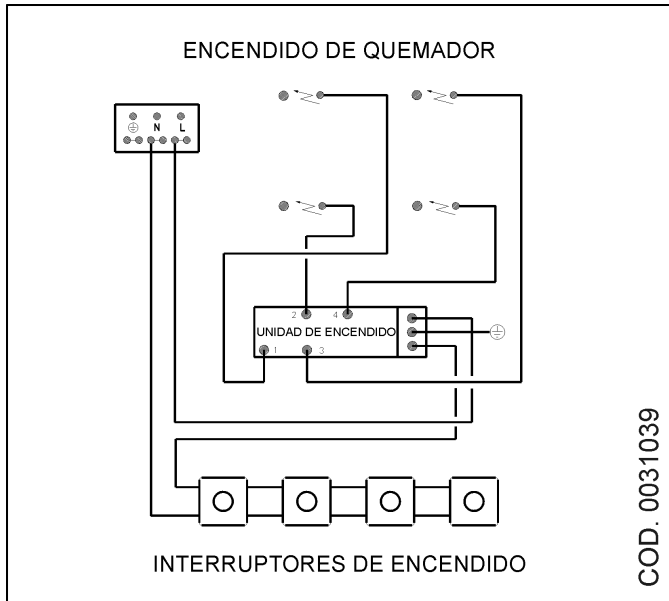 ENCENDIDO DE QUEMADOR
N L
2 4
UNIDAD DE ENCENDIDO
1 3
INTERRUPTORES DE ENCENDIDO
COD. 0031039